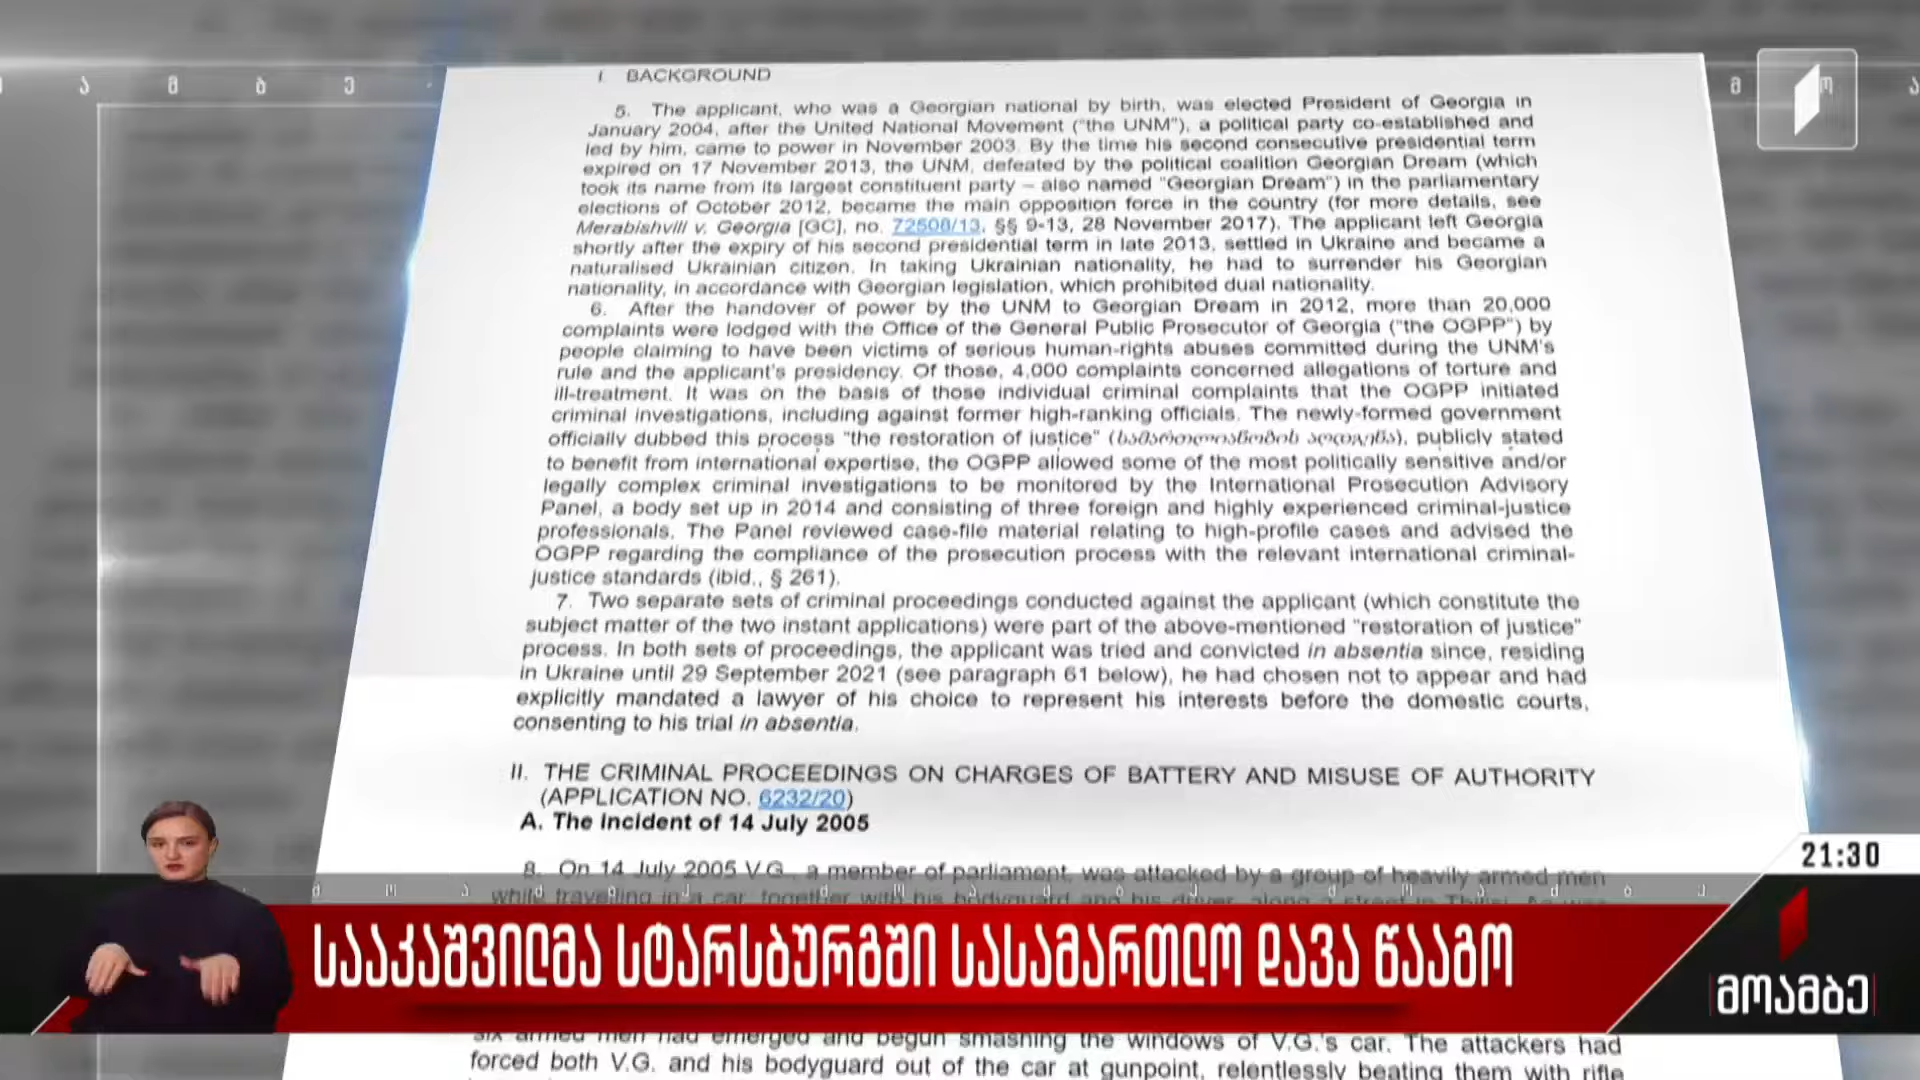 I. BACKGROUND
5. The applicant, who was a Georgian national by birth, was elected President of Georgia in
January 2004, after the United National Movement ("the UNM"), a political party co-established and
led by him, came to power in November 2003. By the time his second consecutive presidential term
expired on 17 November 2013, the UNM, defeated by the political coalition Georgian Dream (which
took its name from its largest constituent party – also named "Georgian Dream") in the parliamentary
elections of October 2012, became the main opposition force in the country (for more details, see
Merabishvili v. Georgia [GC], no. 72508/13, §§ 9-13, 28 November 2017). The applicant left Georgia
shortly after the expiry of his second presidential term in late 2013, settled in Ukraine and became a
naturalised Ukrainian citizen. In taking Ukrainian nationality, he had to surrender his Georgian
nationality, in accordance with Georgian legislation, which prohibited dual nationality.
6. After the handover of power by the UNM to Georgian Dream in 2012, more than 20,000
complaints were lodged with the Office of the General Public Prosecutor of Georgia ("the OGPP") by
people claiming to have been victims of serious human-rights abuses committed during the UNM's
rule and the applicant's presidency. Of those, 4,000 complaints concerned allegations of torture and
ill-treatment. It was on the basis of those individual criminal complaints that the OGPP initiated
criminal investigations, including against former high-ranking officials. The newly-formed government
officially dubbed this process "the restoration of justice" (სამართლიანობის აღდგენა), publicly stated
to benefit from international expertise, the OGPP allowed some of the most politically sensitive and/or
legally complex criminal investigations to be monitored by the International Prosecution Advisory
Panel, a body set up in 2014 and consisting of three foreign and highly experienced criminal-justice
professionals. The Panel reviewed case-file material relating to high-profile cases and advised the
OGPP regarding the compliance of the prosecution process with the relevant international criminal-
justice standards (ibid., § 261).
7. Two separate sets of criminal proceedings conducted against the applicant (which constitute the
subject matter of the two instant applications) were part of the above-mentioned "restoration of justice"
process. In both sets of proceedings, the applicant was tried and convicted in absentia since, residing
in Ukraine until 29 September 2021 (see paragraph 61 below), he had chosen not to appear and had
explicitly mandated a lawyer of his choice to represent his interests before the domestic courts,
consenting to his trial in absentia.
II. THE CRIMINAL PROCEEDINGS ON CHARGES OF BATTERY AND MISUSE OF AUTHORITY
(APPLICATION NO. 6232/20)
A. The incident of 14 July 2005
8. On 14 July 2005 V.G., a member of parliament, was attacked by a group of heavily armed men
while travelling in a car, together with his bodyguard and his driver, along a street in Tbilisi.
21:30
სააკაშვილმა სტარსბურგში სასამართლო დავა წააგო
მოამბე
six armed men had emerged and begun smashing the windows of V.G.'s car. The attackers had
forced both V.G. and his bodyguard out of the car at gunpoint, relentlessly beating them with rifle